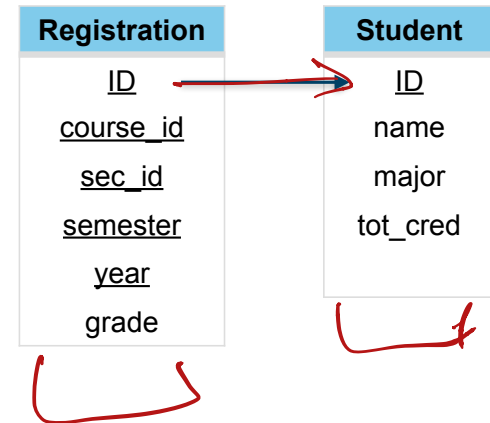 Registration
ID
course_id
sec_id
semester
year
grade
Student
ID
name
major
tot_cred